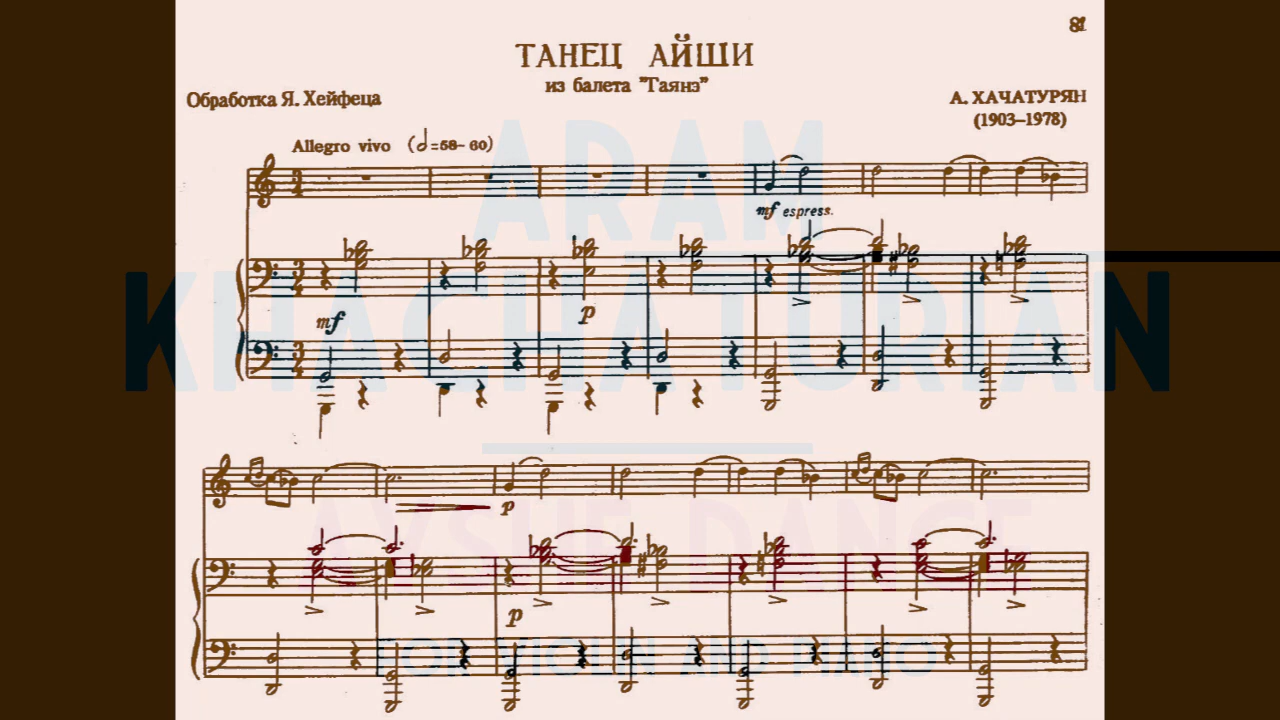 81
ТАНЕЦ АЙШИ
из балета "Гаянэ"
Обработка Я. Хейфеца
А. ХАЧАТУРЯН
(1903–1978)
Allegro vivo (𝅗𝅥=58–60)
ARAM
KHACHATURIAN
mf espress.
mf
p
p
AYSHE DANCE
p
FOR VIOLIN AND PIANO